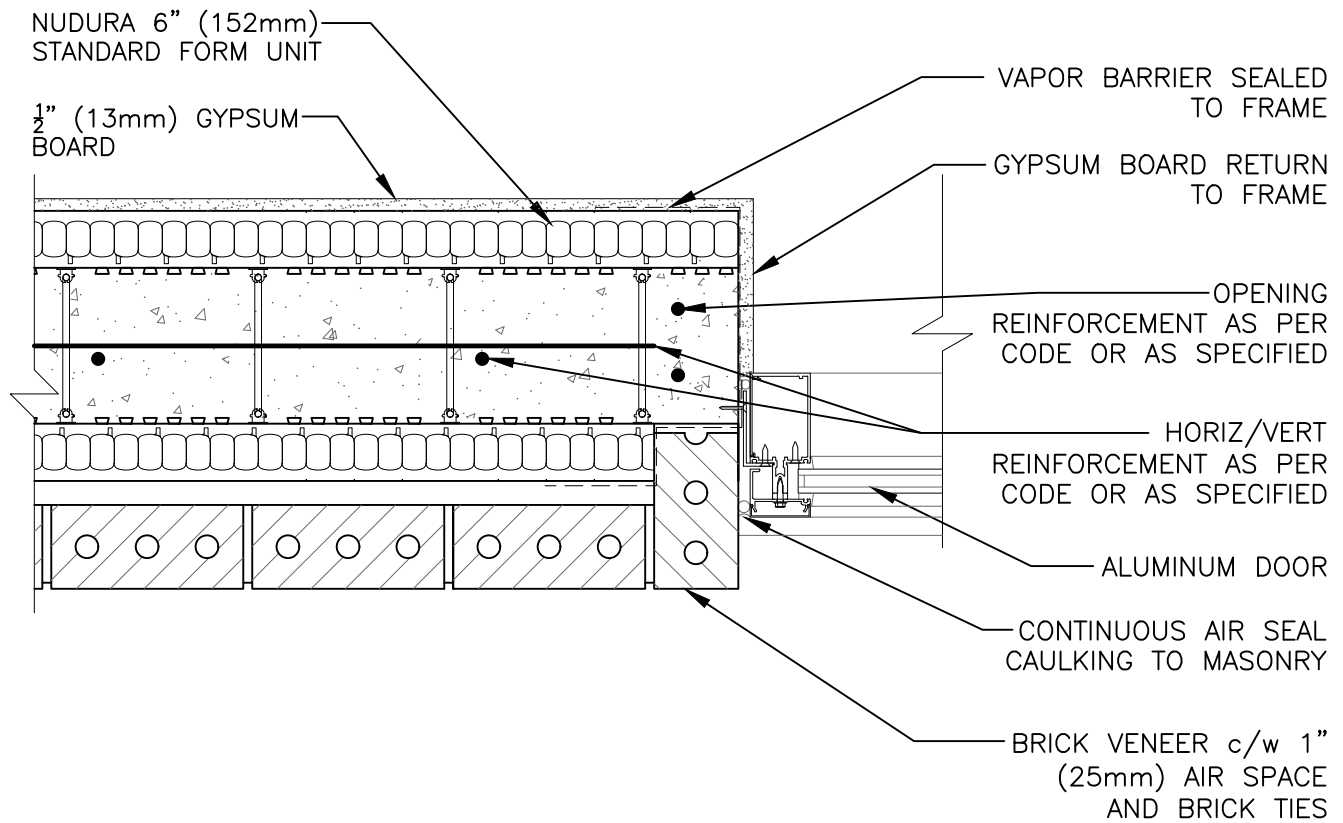 NUDURA 6" (152mm)
STANDARD FORM UNIT
½" (13mm) GYPSUM
BOARD
VAPOR BARRIER SEALED
TO FRAME
GYPSUM BOARD RETURN
TO FRAME
OPENING
REINFORCEMENT AS PER
CODE OR AS SPECIFIED
HORIZ/VERT
REINFORCEMENT AS PER
CODE OR AS SPECIFIED
ALUMINUM DOOR
CONTINUOUS AIR SEAL
CAULKING TO MASONRY
BRICK VENEER c/w 1"
(25mm) AIR SPACE
AND BRICK TIES